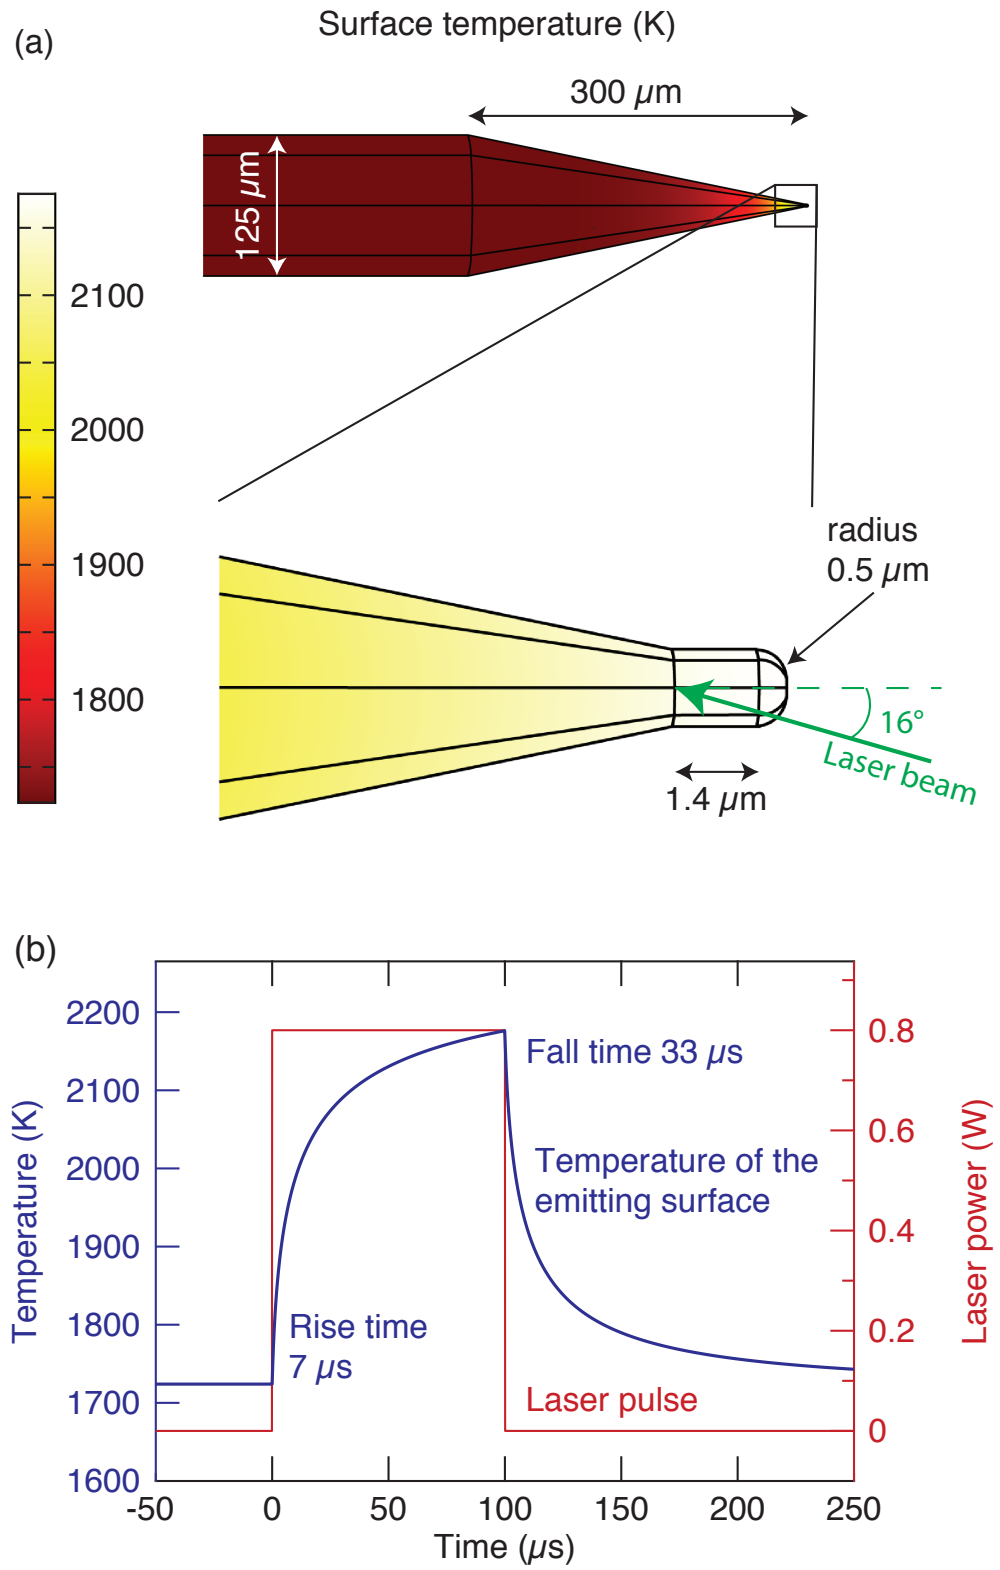 (a)
Surface temperature (K)
300 µm
125 µm
2100
2000
1900
1800
radius
0.5 µm
16°
Laser beam
1.4 µm
(b)
2200
2100
2000
1900
1800
1700
1600
Temperature (K)
Fall time 33 µs
Temperature of the
emitting surface
Rise time
7 µs
Laser pulse
0.8
0.6
0.4
0.2
0
Laser power (W)
-50
0
50
100
150
200
250
Time (µs)